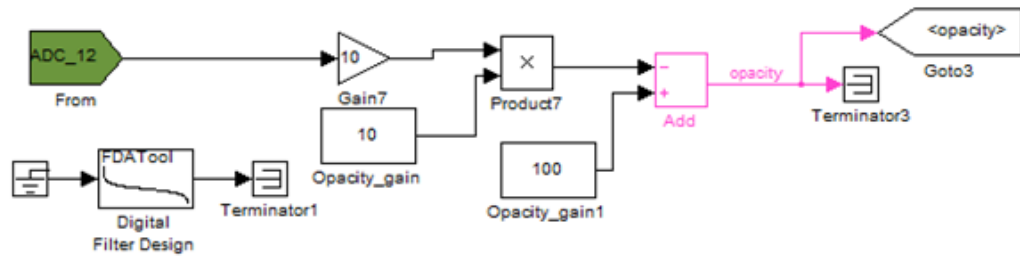 ADC_12
From
10
Gain7
10
Opacity_gain
×
Product7
100
Opacity_gain1
−
+
Add
opacity
<opacity>
Goto3
Terminator3
FDATool
Digital
Filter Design
Terminator1